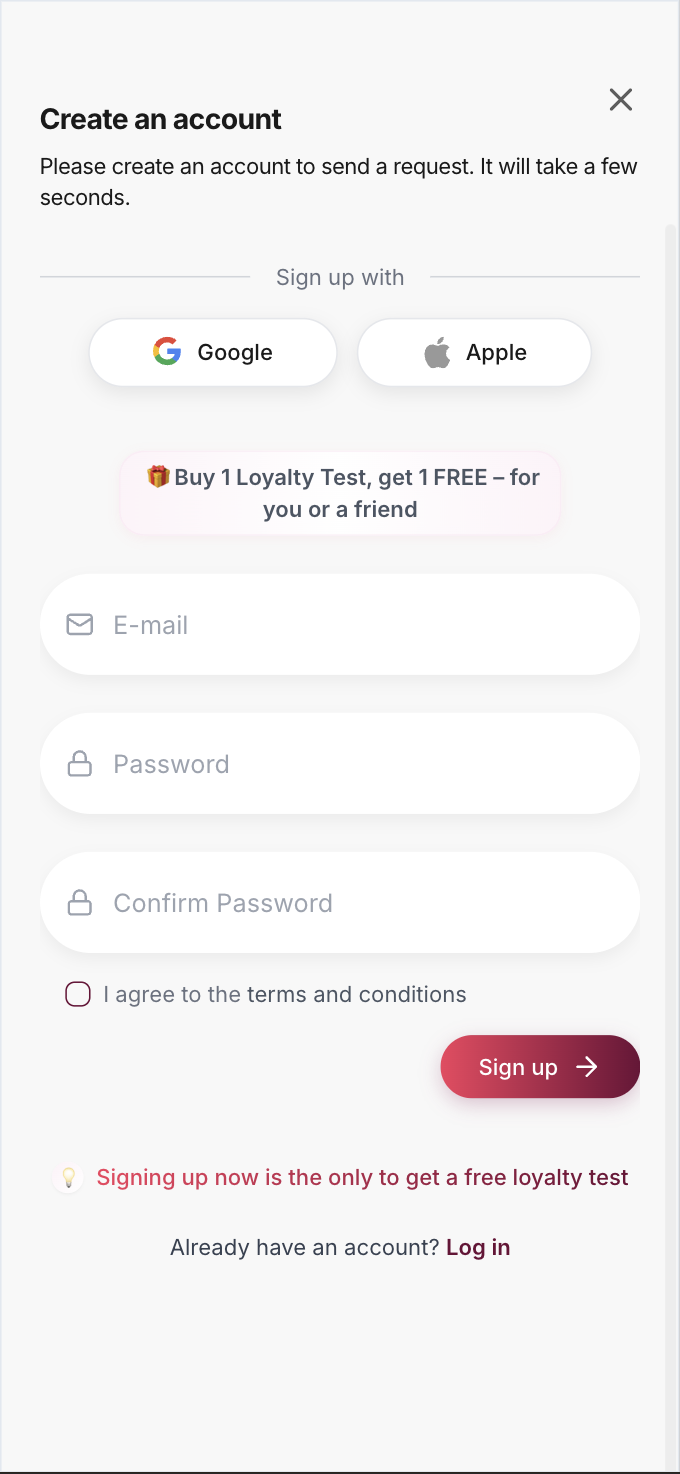 Create an account
Please create an account to send a request. It will take a few
seconds.
Sign up with
Google
Apple
🎁Buy 1 Loyalty Test, get 1 FREE – for
you or a friend
E-mail
Password
Confirm Password
I agree to the terms and conditions
Sign up →
💡 Signing up now is the only to get a free loyalty test
Already have an account? Log in